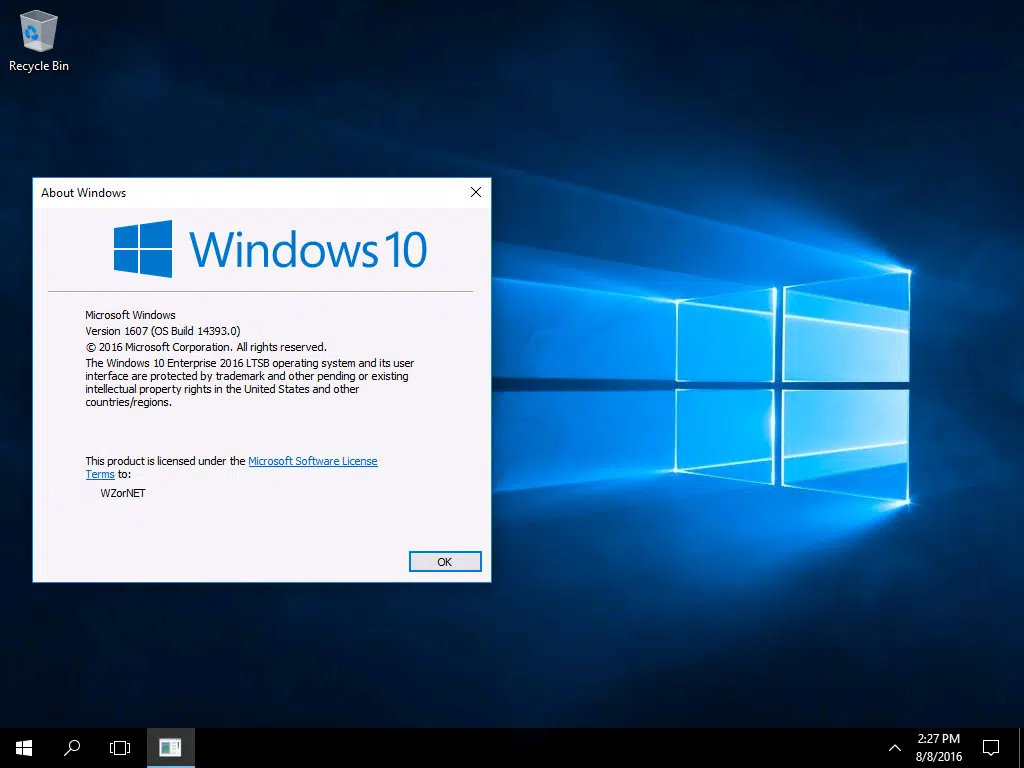 Recycle Bin
About Windows
Windows 10
Microsoft Windows
Version 1607 (OS Build 14393.0)
© 2016 Microsoft Corporation. All rights reserved.
The Windows 10 Enterprise 2016 LTSB operating system and its user
interface are protected by trademark and other pending or existing
intellectual property rights in the United States and other
countries/regions.
This product is licensed under the Microsoft Software License
Terms to:
WZorNET
OK
2:27 PM
8/8/2016